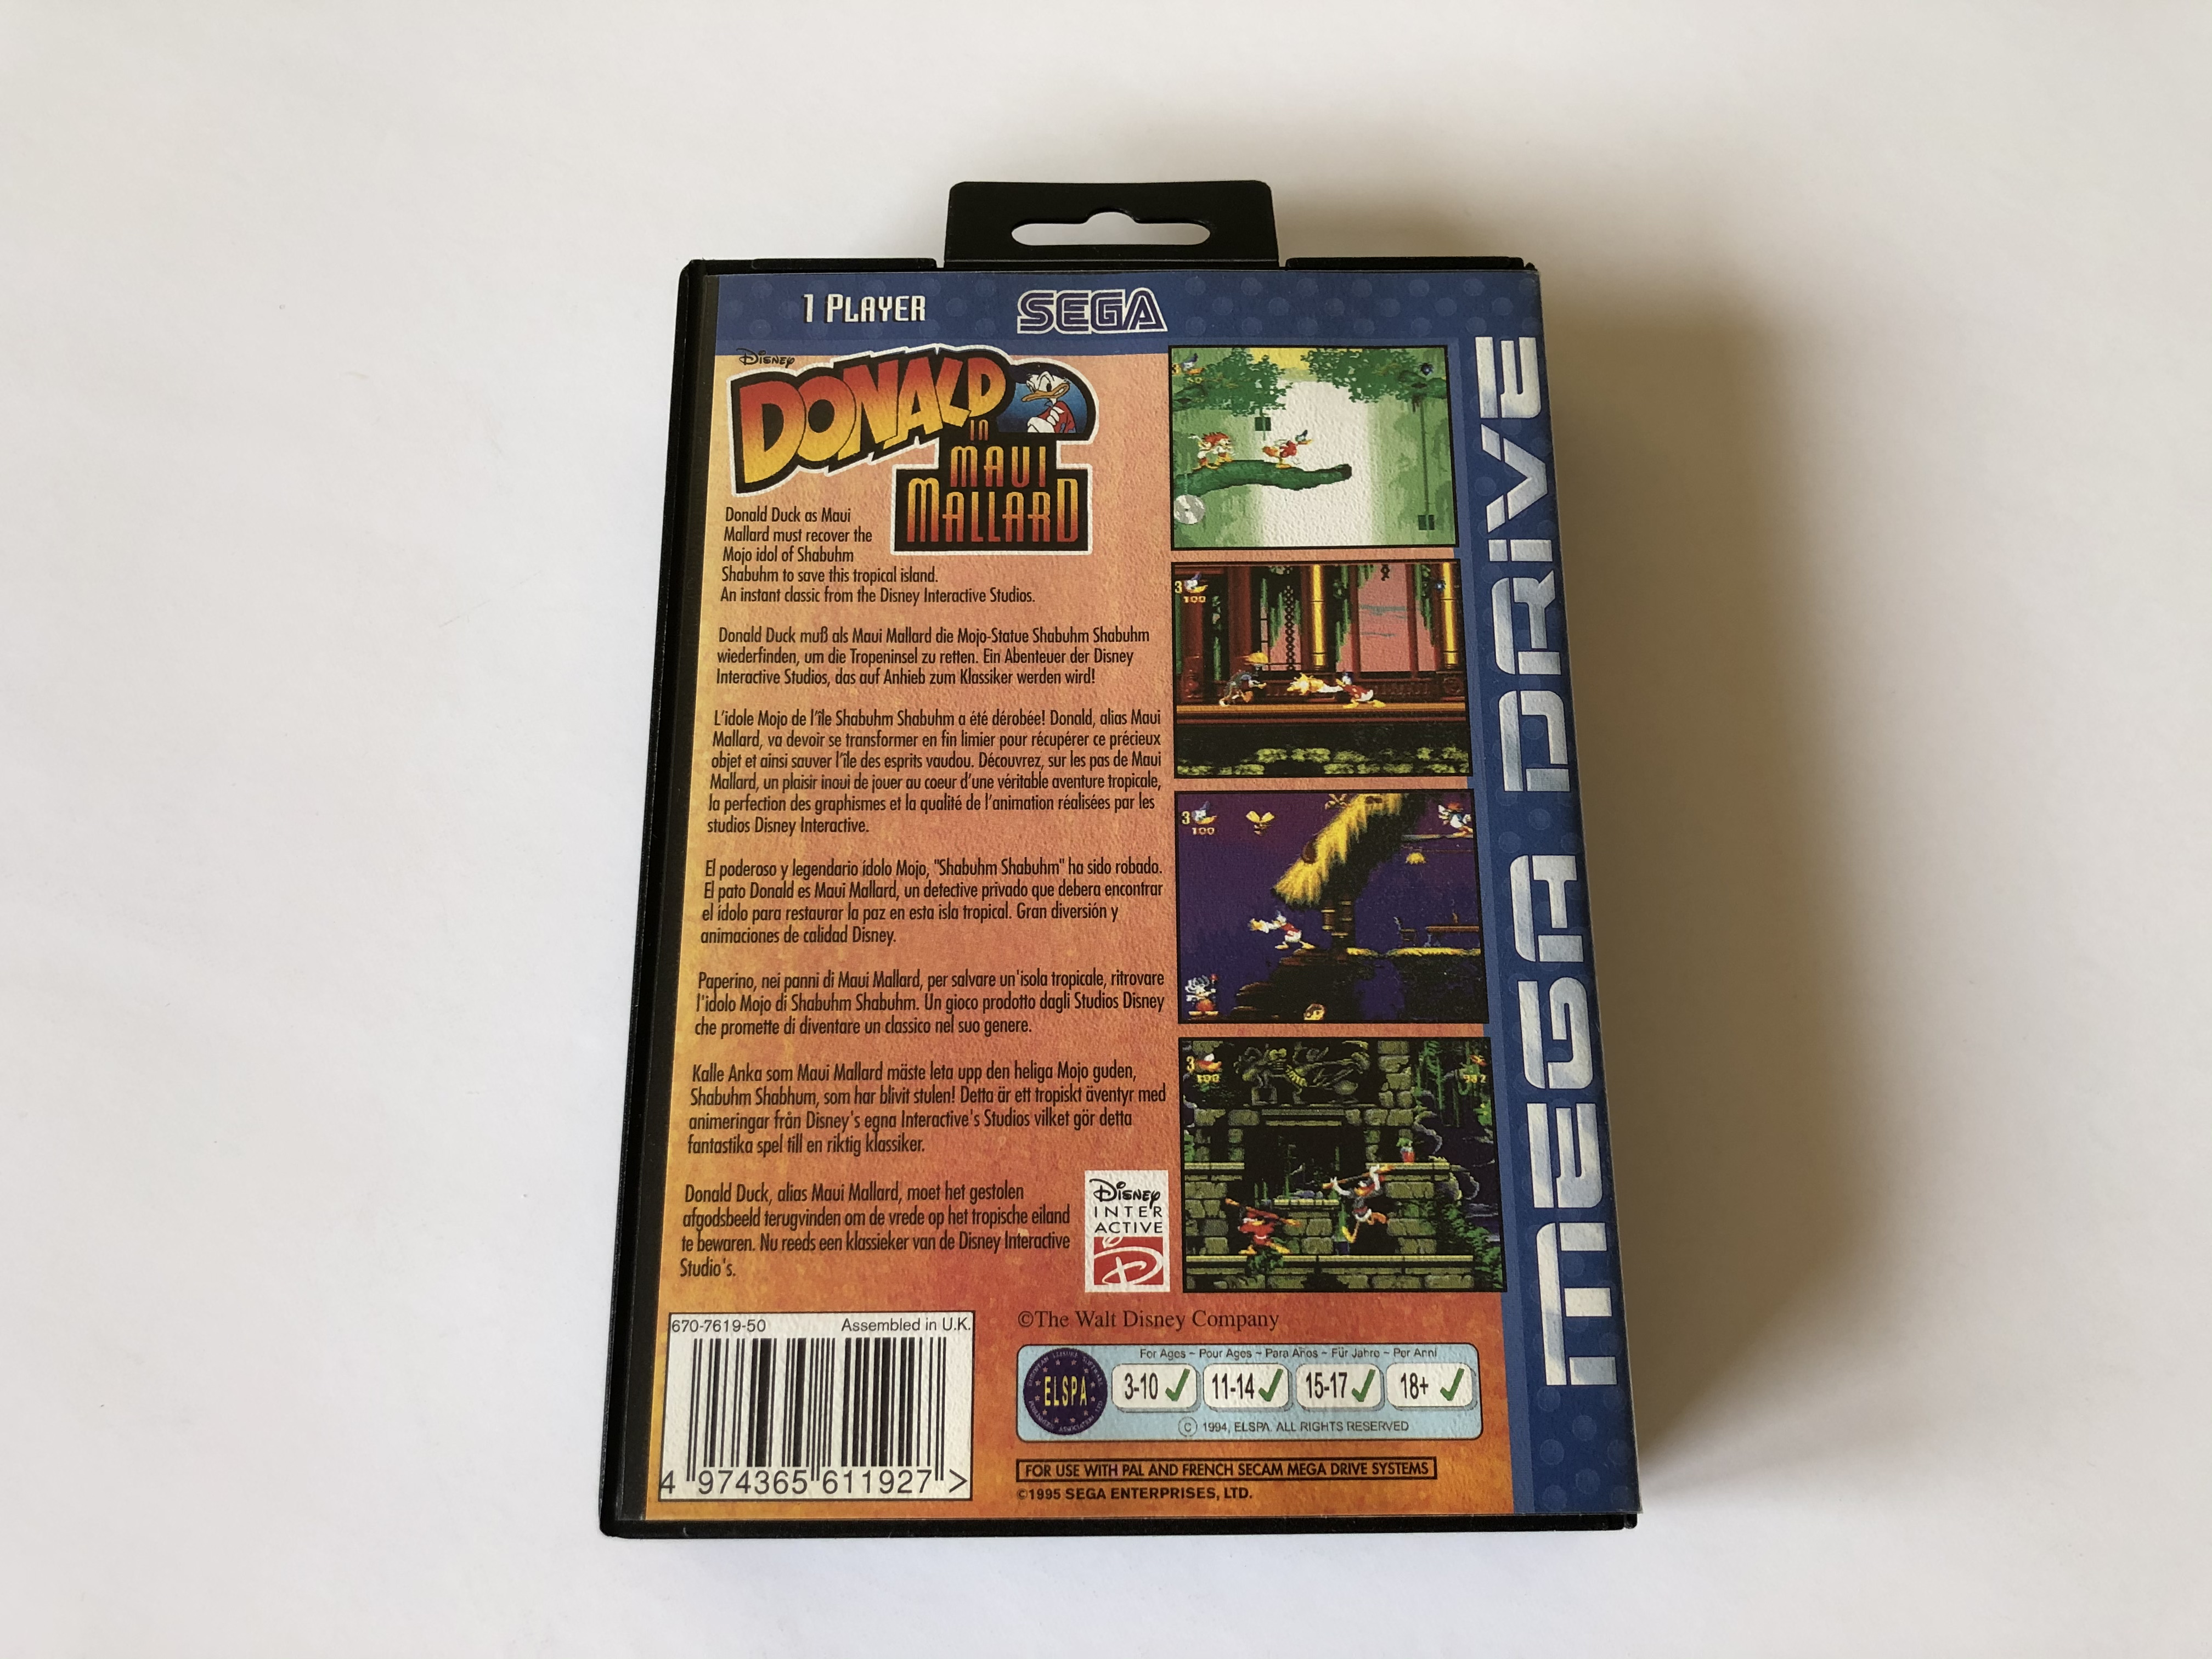 1 PLAYER
SEGA
DISNEY
DONALD
IN
MAUI
MALLARD
Donald Duck as Maui
Mallard must recover the
Mojo idol of Shabuhm
Shabuhm to save this tropical island.
An instant classic from the Disney Interactive Studios.
Donald Duck muß als Maui Mallard die Mojo-Statue Shabuhm Shabuhm
wiederfinden, um die Tropeninsel zu retten. Ein Abenteuer der Disney
Interactive Studios, das auf Anhieb zum Klassiker werden wird!
L'idole Mojo de l'île Shabuhm Shabuhm a été dérobée! Donald, alias Maui
Mallard, va devoir se transformer en fin limier pour récupérer ce précieux
objet et ainsi sauver l'île des esprits vaudou. Découvrez, sur les pas de Maui
Mallard, un plaisir inoui de jouer au coeur d'une véritable aventure tropicale,
la perfection des graphismes et la qualité de l'animation réalisées par les
studios Disney Interactive.
El poderoso y legendario ídolo Mojo, "Shabuhm Shabuhm" ha sido robado.
El pato Donald es Maui Mallard, un detective privado que debera encontrar
el ídolo para restaurar la paz en esta isla tropical. Gran diversión y
animaciones de calidad Disney.
Paperino, nei panni di Maui Mallard, per salvare un'isola tropicale, ritrovare
l'idolo Mojo di Shabuhm Shabuhm. Un gioco prodotto dagli Studios Disney
che promette di diventare un classico nel suo genere.
Kalle Anka som Maui Mallard mäste leta upp den heliga Mojo guden,
Shabuhm Shabhum, som har blivit stulen! Detta är ett tropiskt äventyr med
animeringar från Disney's egna Interactive's Studios vilket gör detta
fantastika spel till en riktig klassiker.
Donald Duck, alias Maui Mallard, moet het gestolen
afgodsbeeld terugvinden om de vrede op het tropische eiland
te bewaren. Nu reeds een klassieker van de Disney Interactive
Studio's.
DISNEY
INTER
ACTIVE
D
3
100
3
100
3
100
MEGA DRIVE
670-7619-50 Assembled in U.K.
4 974365 611927 >
©The Walt Disney Company
For Ages ~ Pour Ages ~ Para Años ~ Für Jahre ~ Per Anni
ELSPA
3-10 11-14 15-17 18+
© 1994, ELSPA. ALL RIGHTS RESERVED
FOR USE WITH PAL AND FRENCH SECAM MEGA DRIVE SYSTEMS
©1995 SEGA ENTERPRISES, LTD.